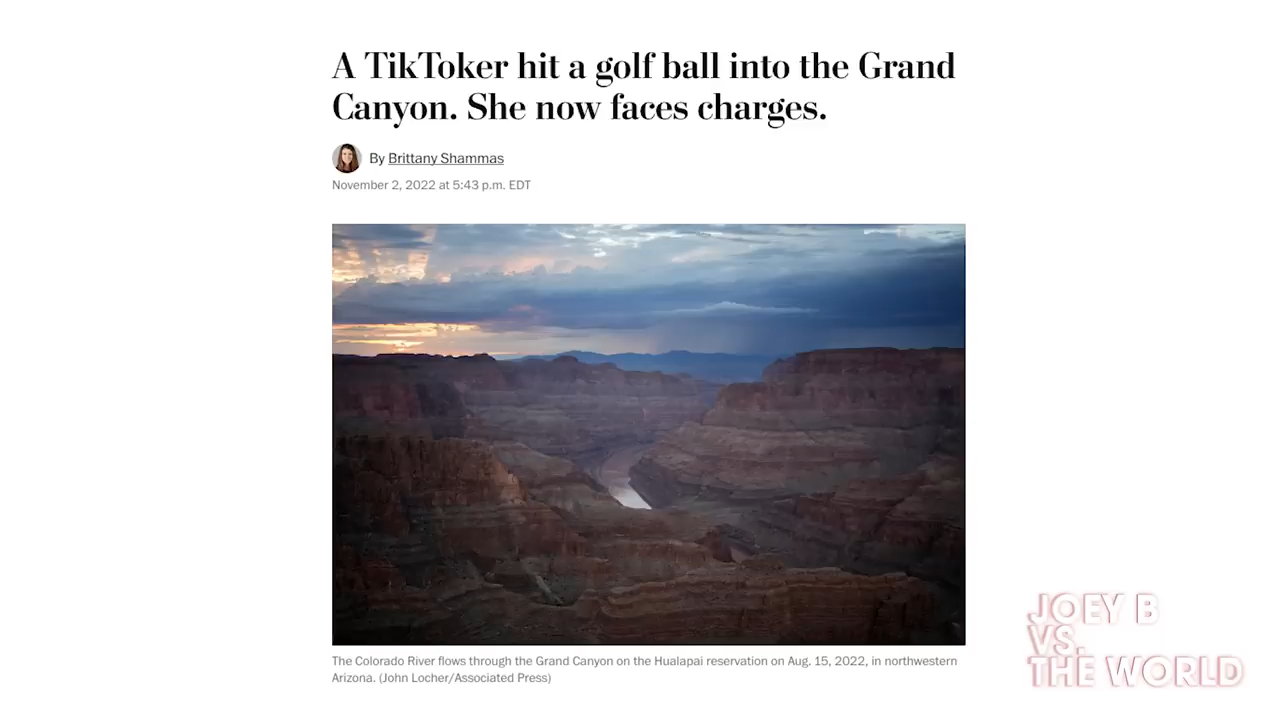 A TikToker hit a golf ball into the Grand
Canyon. She now faces charges.
By Brittany Shammas
November 2, 2022 at 5:43 p.m. EDT
The Colorado River flows through the Grand Canyon on the Hualapai reservation on Aug. 15, 2022, in northwestern
Arizona. (John Locher/Associated Press)
JOEY B
VS.
THE WORLD